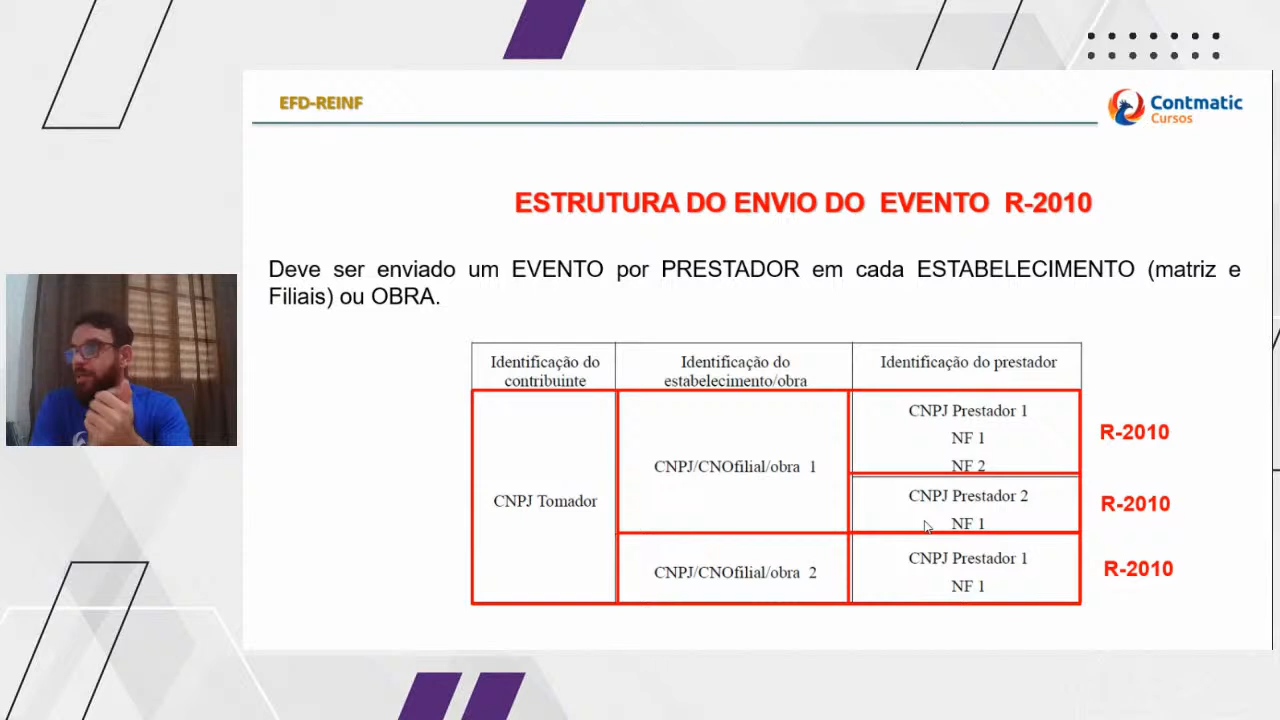 EFD-REINF
Contmatic
Cursos
ESTRUTURA DO ENVIO DO EVENTO R-2010
Deve ser enviado um EVENTO por PRESTADOR em cada ESTABELECIMENTO (matriz e
Filiais) ou OBRA.
Identificação do
contribuinte
Identificação do
estabelecimento/obra
Identificação do prestador
CNPJ Tomador
CNPJ/CNOfilial/obra 1
CNPJ Prestador 1
NF 1
NF 2
R-2010
CNPJ Prestador 2
NF 1
R-2010
CNPJ/CNOfilial/obra 2
CNPJ Prestador 1
NF 1
R-2010